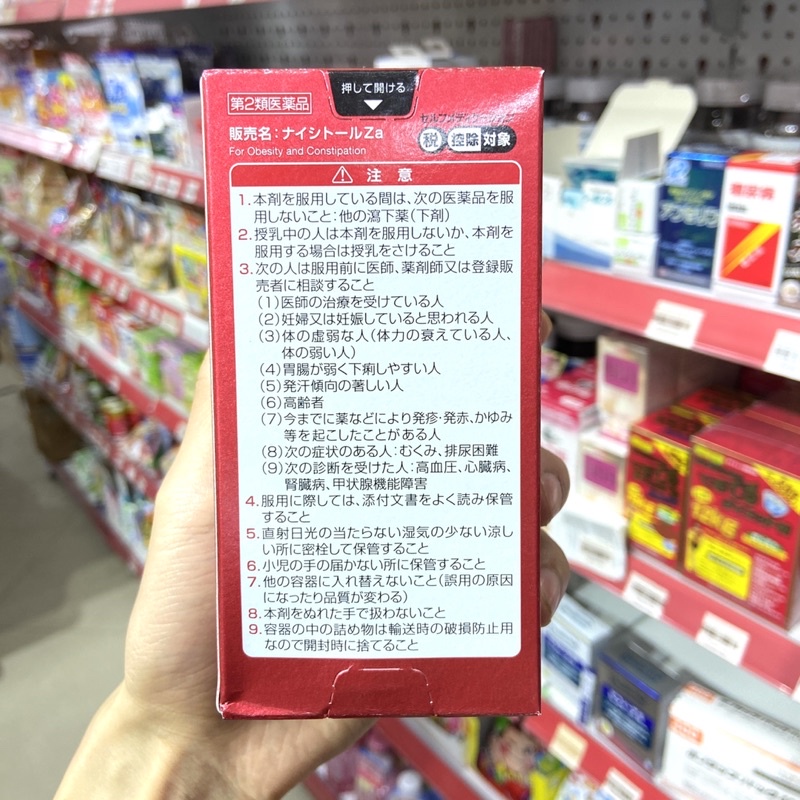 押して開ける
第2類医薬品
販売名：ナイシトールZa
For Obesity and Constipation
セルフメディケーション
税 控除 対象
注 意
1. 本剤を服用している間は、次の医薬品を服
用しないこと：他の瀉下薬（下剤）
2. 授乳中の人は本剤を服用しないか、本剤を
服用する場合は授乳をさけること
3. 次の人は服用前に医師、薬剤師又は登録販
売者に相談すること
（1）医師の治療を受けている人
（2）妊婦又は妊娠していると思われる人
（3）体の虚弱な人（体力の衰えている人、
体の弱い人）
（4）胃腸が弱く下痢しやすい人
（5）発汗傾向の著しい人
（6）高齢者
（7）今までに薬などにより発疹・発赤、かゆみ
等を起こしたことがある人
（8）次の症状のある人：むくみ、排尿困難
（9）次の診断を受けた人：高血圧、心臓病、
腎臓病、甲状腺機能障害
4. 服用に際しては、添付文書をよく読み保管
すること
5. 直射日光の当たらない湿気の少ない涼し
い所に密栓して保管すること
6. 小児の手の届かない所に保管すること
7. 他の容器に入れ替えないこと（誤用の原因
になったり品質が変わる）
8. 本剤をぬれた手で扱わないこと
9. 容器の中の詰め物は輸送時の破損防止用
なので開封時に捨てること